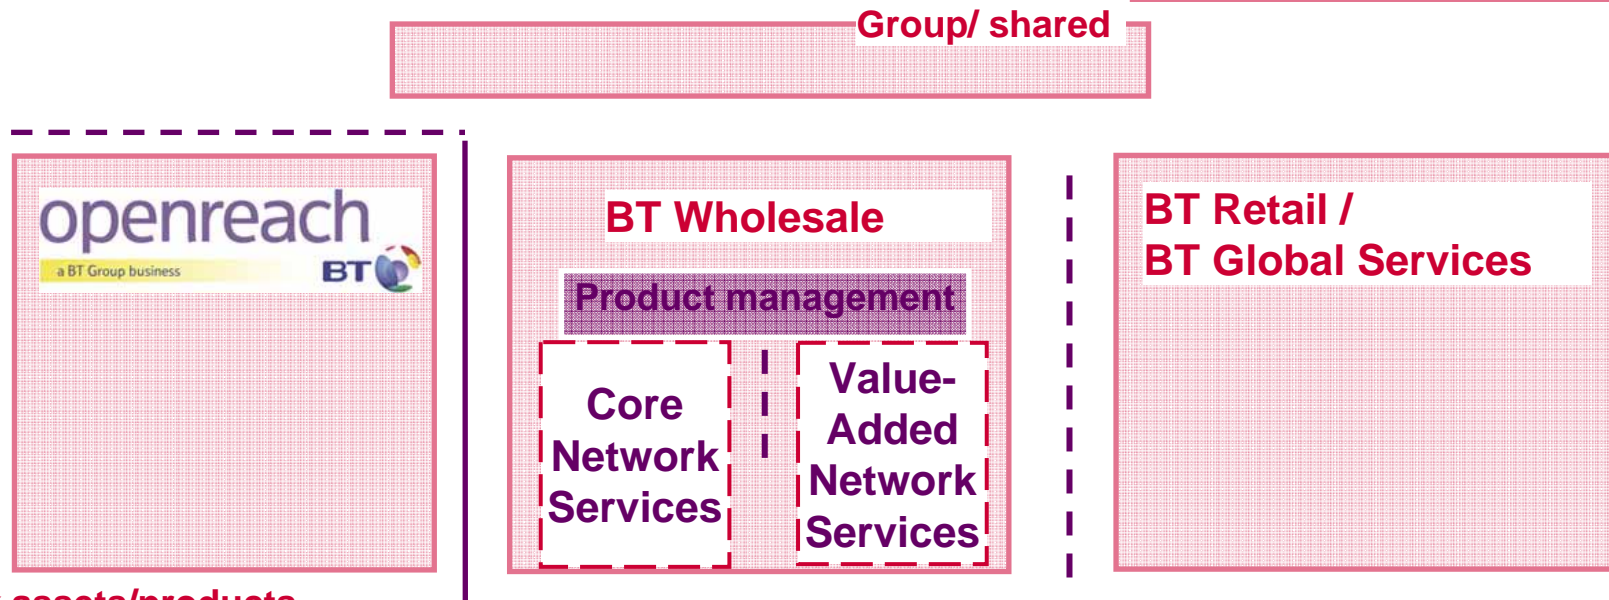 Group/ shared
openreach
a BT Group business
BT
BT Wholesale
Product management
Core
Network
Services
Value-
Added
Network
Services
BT Retail /
BT Global Services
assets/products